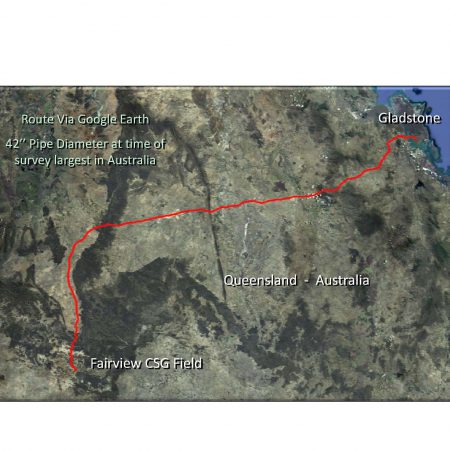 Route Via Google Earth
42'' Pipe Diameter at time of
survey largest in Australia
Gladstone
Queensland - Australia
Fairview CSG Field